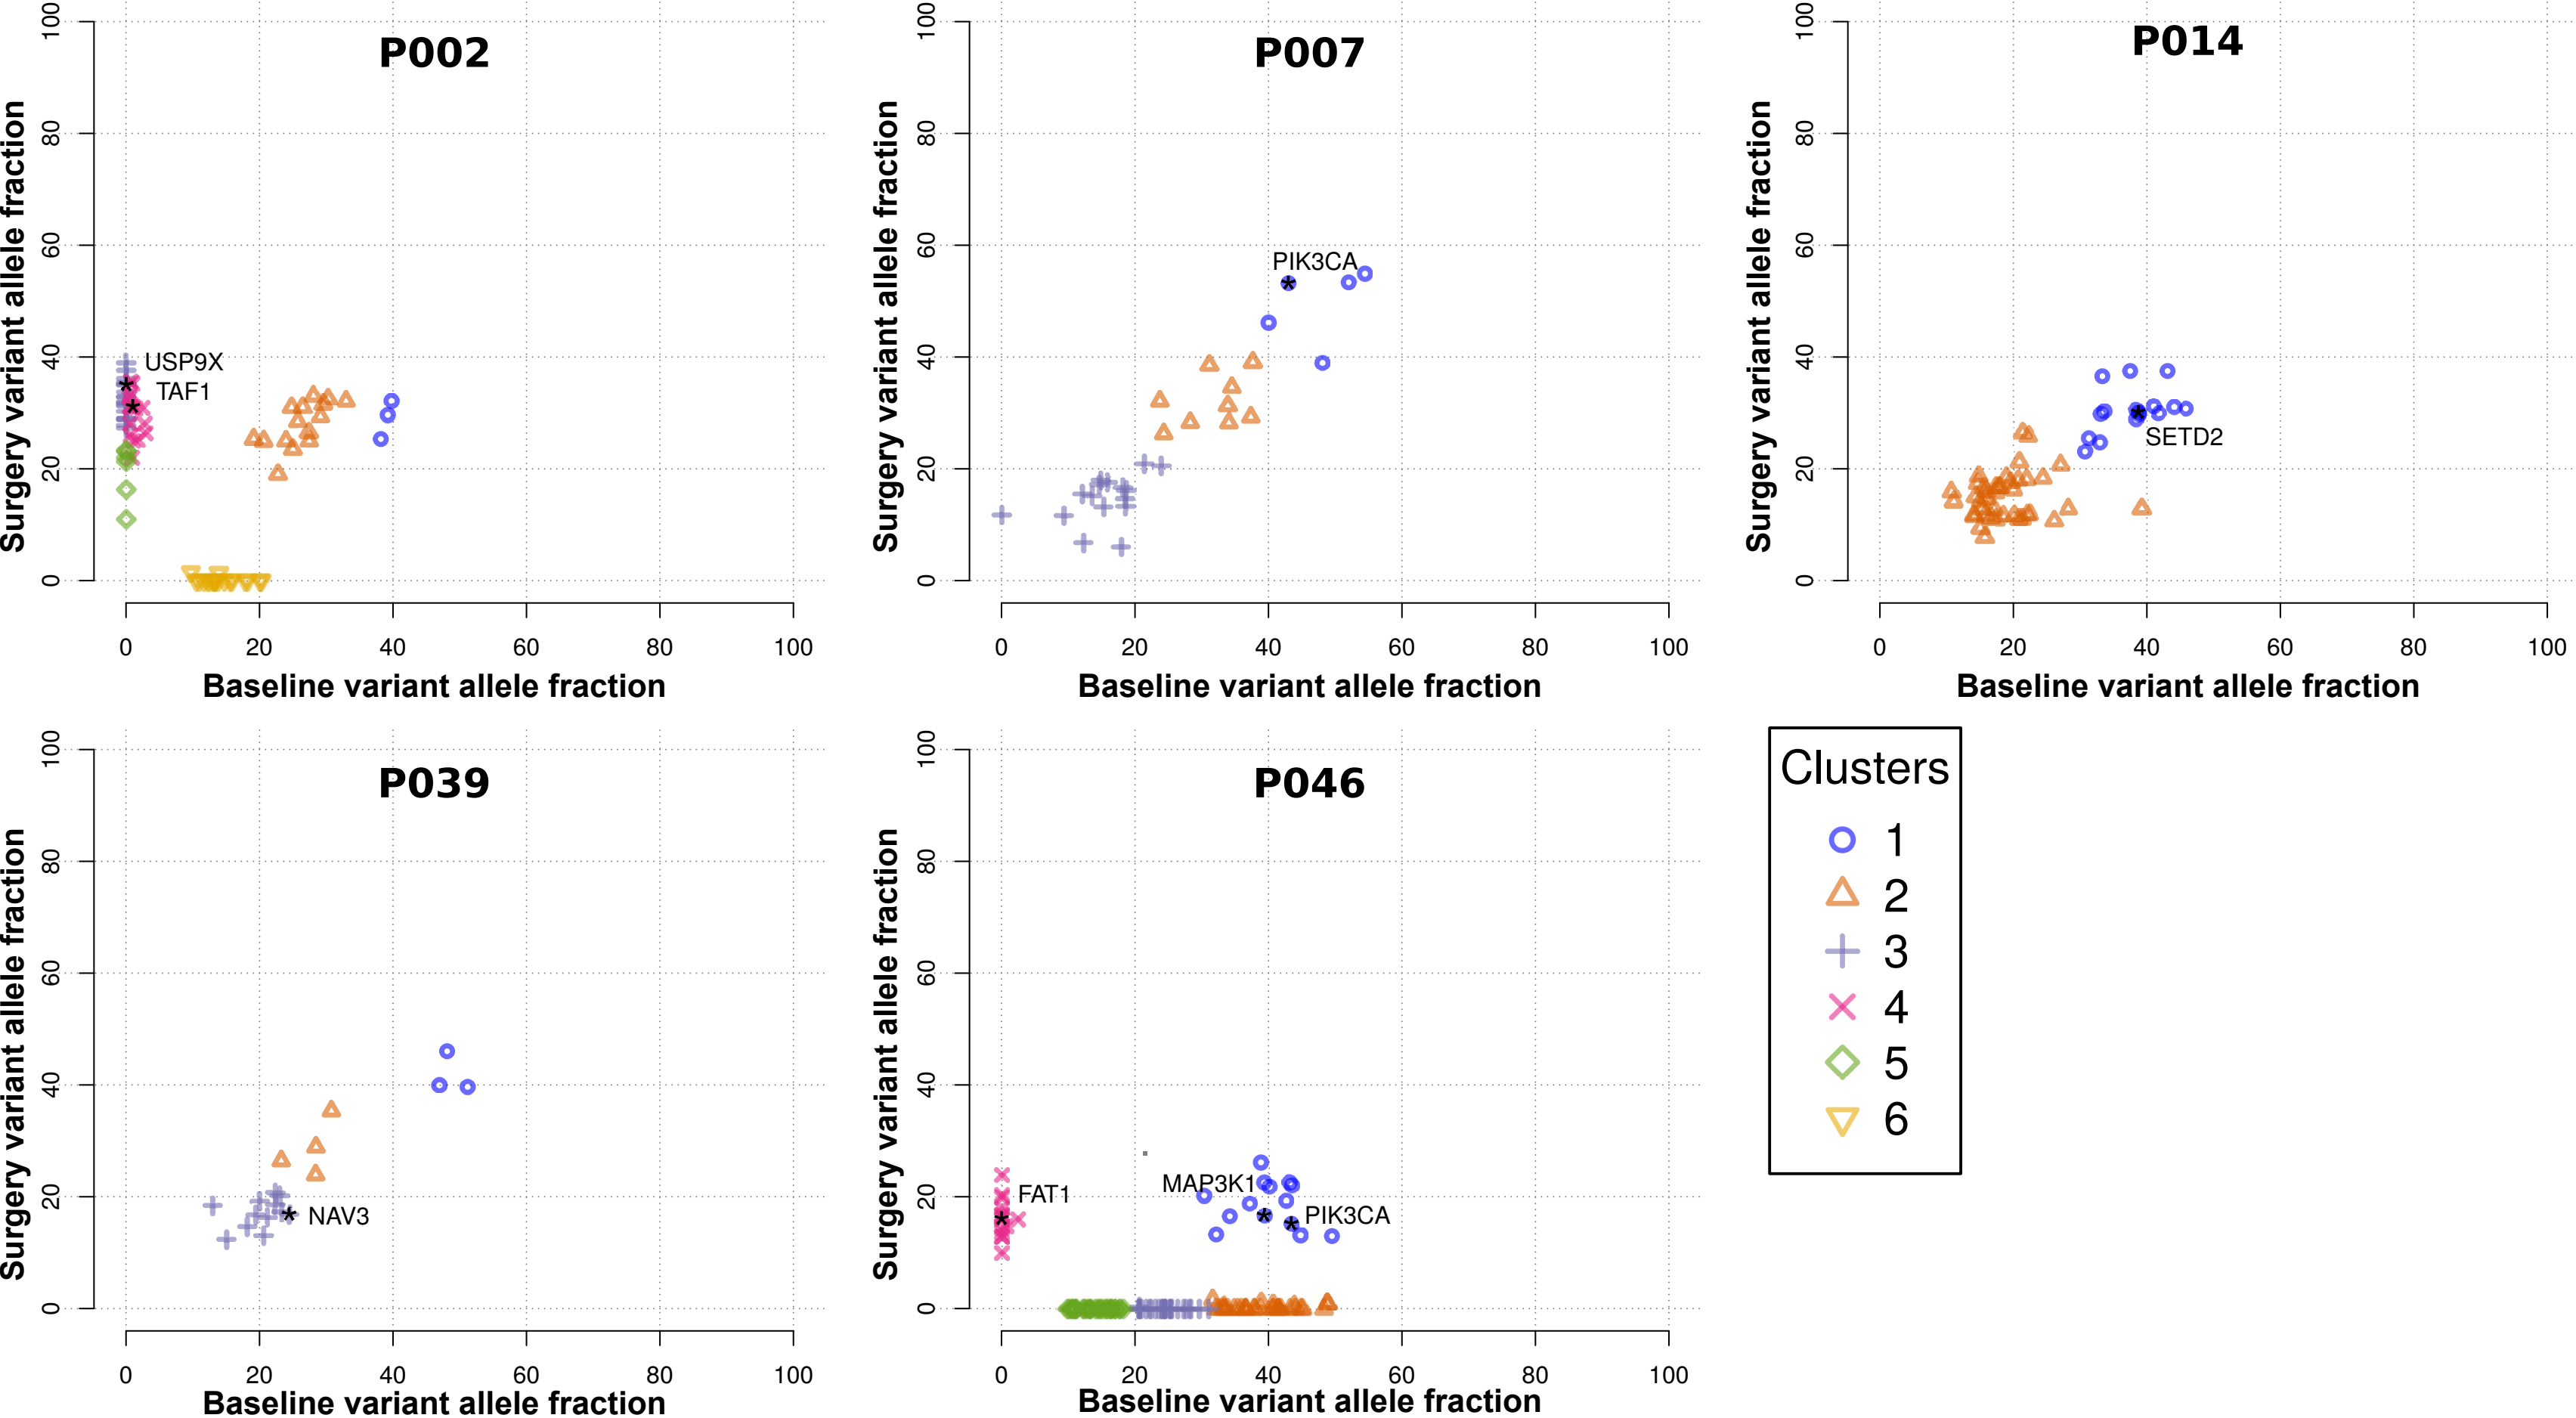 P002
Surgery variant allele fraction
0 20 40 60 80 100
USP9X
TAF1
0 20 40 60 80 100
Baseline variant allele fraction
P007
Surgery variant allele fraction
0 20 40 60 80 100
PIK3CA
0 20 40 60 80 100
Baseline variant allele fraction
P014
Surgery variant allele fraction
0 20 40 60 80 100
SETD2
0 20 40 60 80 100
Baseline variant allele fraction
P039
Surgery variant allele fraction
0 20 40 60 80 100
NAV3
0 20 40 60 80 100
Baseline variant allele fraction
P046
Surgery variant allele fraction
0 20 40 60 80 100
MAP3K1
FAT1
PIK3CA
0 20 40 60 80 100
Baseline variant allele fraction
Clusters
1
2
3
4
5
6